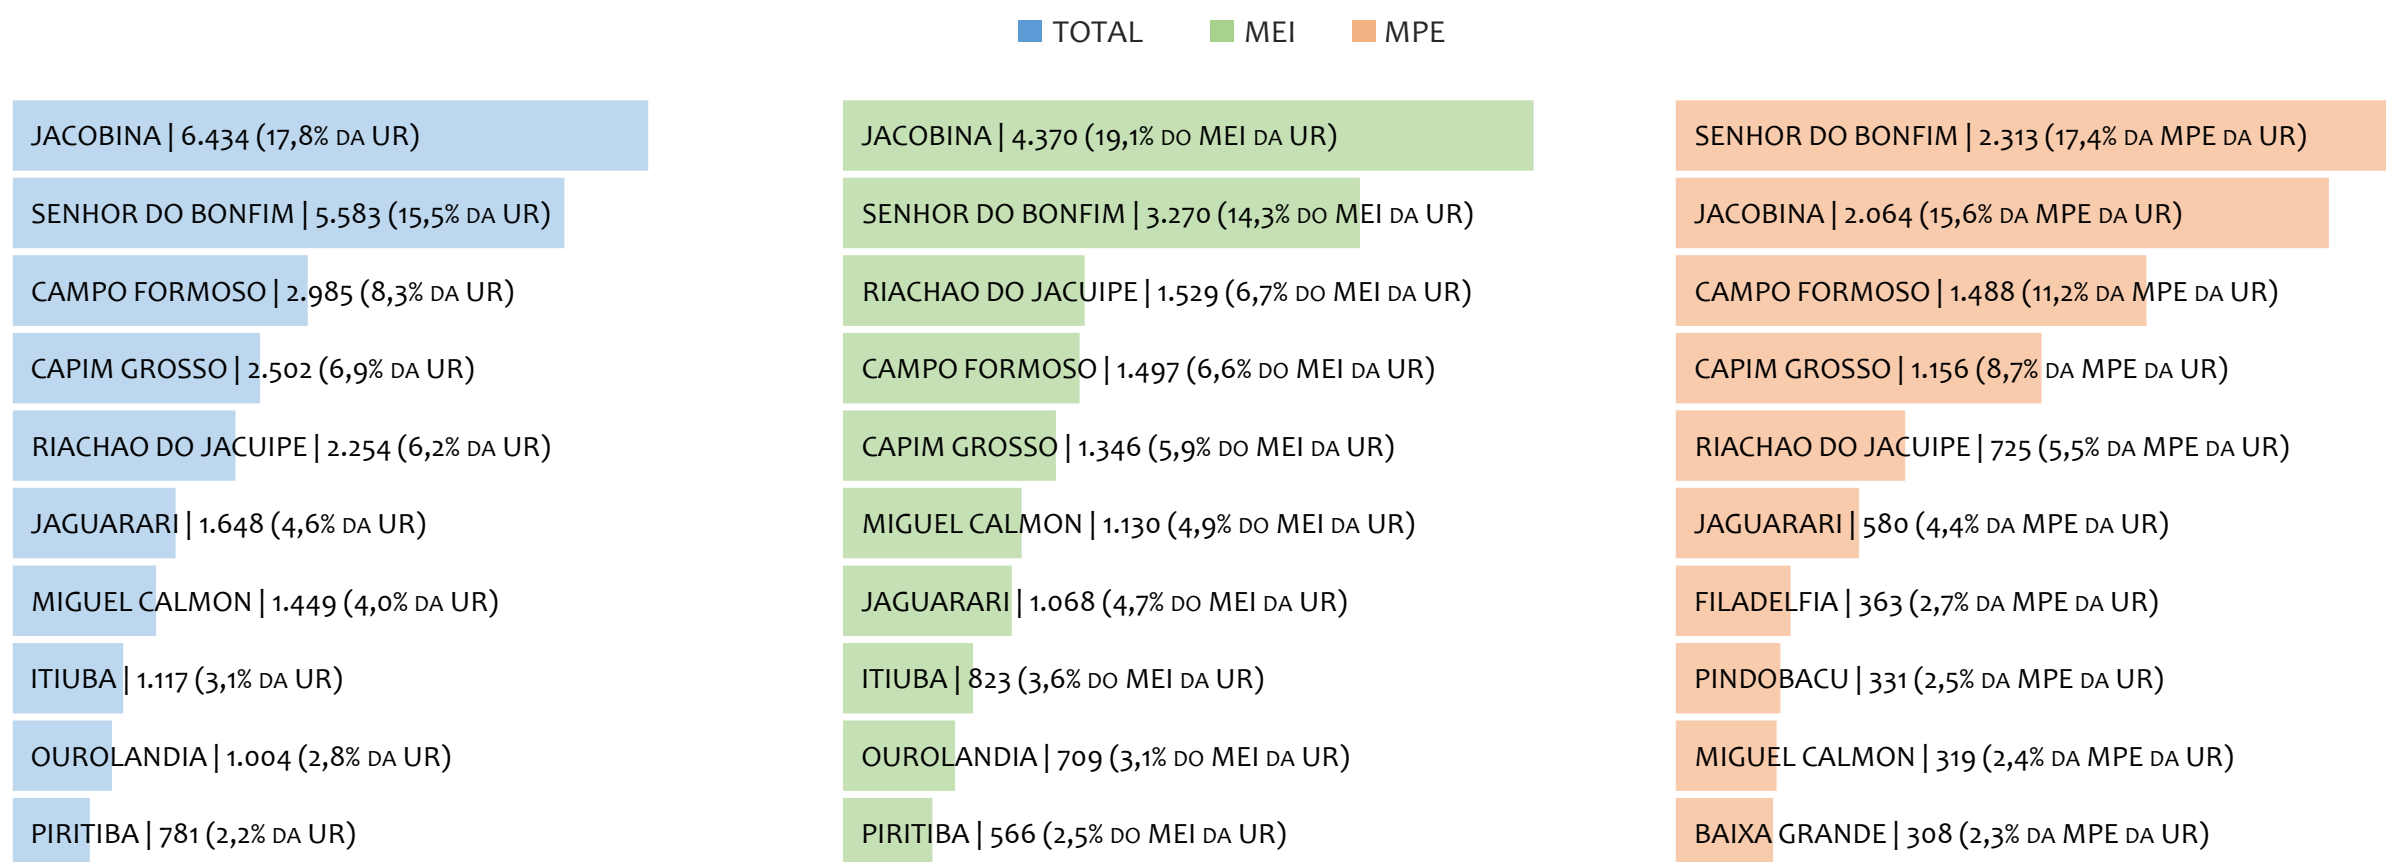 TOTAL MEI MPE
JACOBINA | 6.434 (17,8% DA UR)
SENHOR DO BONFIM | 5.583 (15,5% DA UR)
CAMPO FORMOSO | 2.985 (8,3% DA UR)
CAPIM GROSSO | 2.502 (6,9% DA UR)
RIACHAO DO JACUIPE | 2.254 (6,2% DA UR)
JAGUARARI | 1.648 (4,6% DA UR)
MIGUEL CALMON | 1.449 (4,0% DA UR)
ITIUBA | 1.117 (3,1% DA UR)
OUROLANDIA | 1.004 (2,8% DA UR)
PIRITIBA | 781 (2,2% DA UR)
JACOBINA | 4.370 (19,1% DO MEI DA UR)
SENHOR DO BONFIM | 3.270 (14,3% DO MEI DA UR)
RIACHAO DO JACUIPE | 1.529 (6,7% DO MEI DA UR)
CAMPO FORMOSO | 1.497 (6,6% DO MEI DA UR)
CAPIM GROSSO | 1.346 (5,9% DO MEI DA UR)
MIGUEL CALMON | 1.130 (4,9% DO MEI DA UR)
JAGUARARI | 1.068 (4,7% DO MEI DA UR)
ITIUBA | 823 (3,6% DO MEI DA UR)
OUROLANDIA | 709 (3,1% DO MEI DA UR)
PIRITIBA | 566 (2,5% DO MEI DA UR)
SENHOR DO BONFIM | 2.313 (17,4% DA MPE DA UR)
JACOBINA | 2.064 (15,6% DA MPE DA UR)
CAMPO FORMOSO | 1.488 (11,2% DA MPE DA UR)
CAPIM GROSSO | 1.156 (8,7% DA MPE DA UR)
RIACHAO DO JACUIPE | 725 (5,5% DA MPE DA UR)
JAGUARARI | 580 (4,4% DA MPE DA UR)
FILADELFIA | 363 (2,7% DA MPE DA UR)
PINDOBACU | 331 (2,5% DA MPE DA UR)
MIGUEL CALMON | 319 (2,4% DA MPE DA UR)
BAIXA GRANDE | 308 (2,3% DA MPE DA UR)